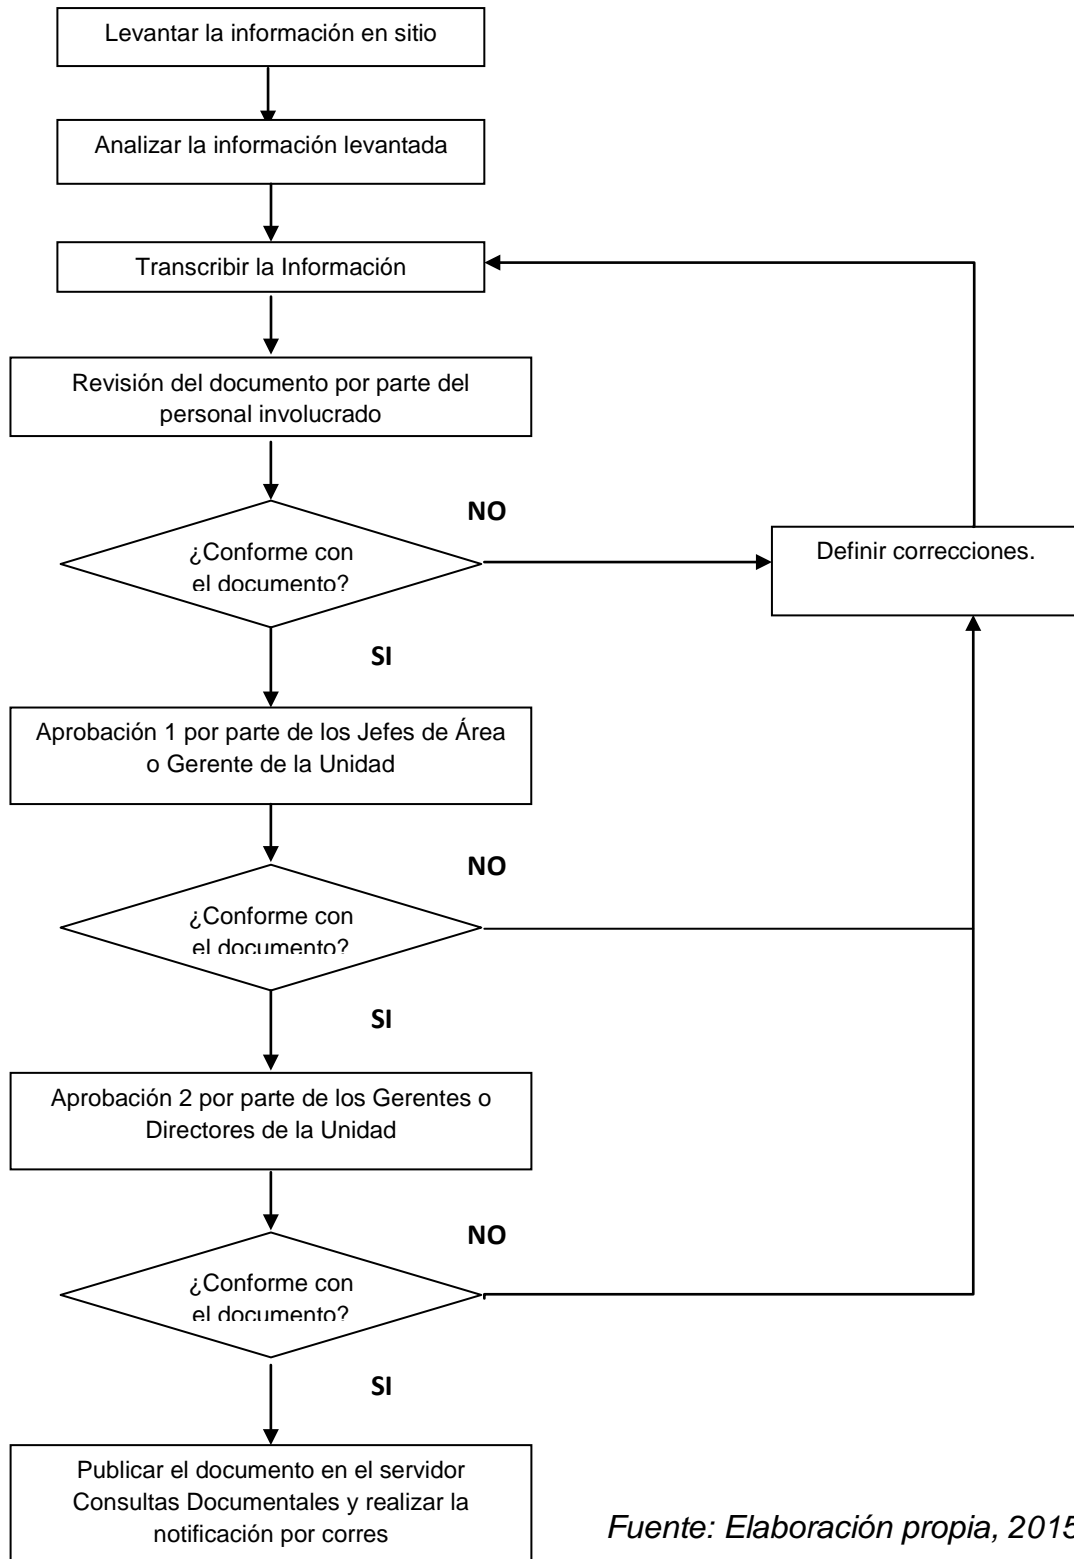 Levantar la información en sitio
Analizar la información levantada
Transcribir la Información
Revisión del documento por parte del
personal involucrado
NO
¿Conforme con
el documento?
Definir correcciones.
SI
Aprobación 1 por parte de los Jefes de Área
o Gerente de la Unidad
NO
¿Conforme con
el documento?
SI
Aprobación 2 por parte de los Gerentes o
Directores de la Unidad
NO
¿Conforme con
el documento?
SI
Publicar el documento en el servidor
Consultas Documentales y realizar la
notificación por corres
Fuente: Elaboración propia, 2015